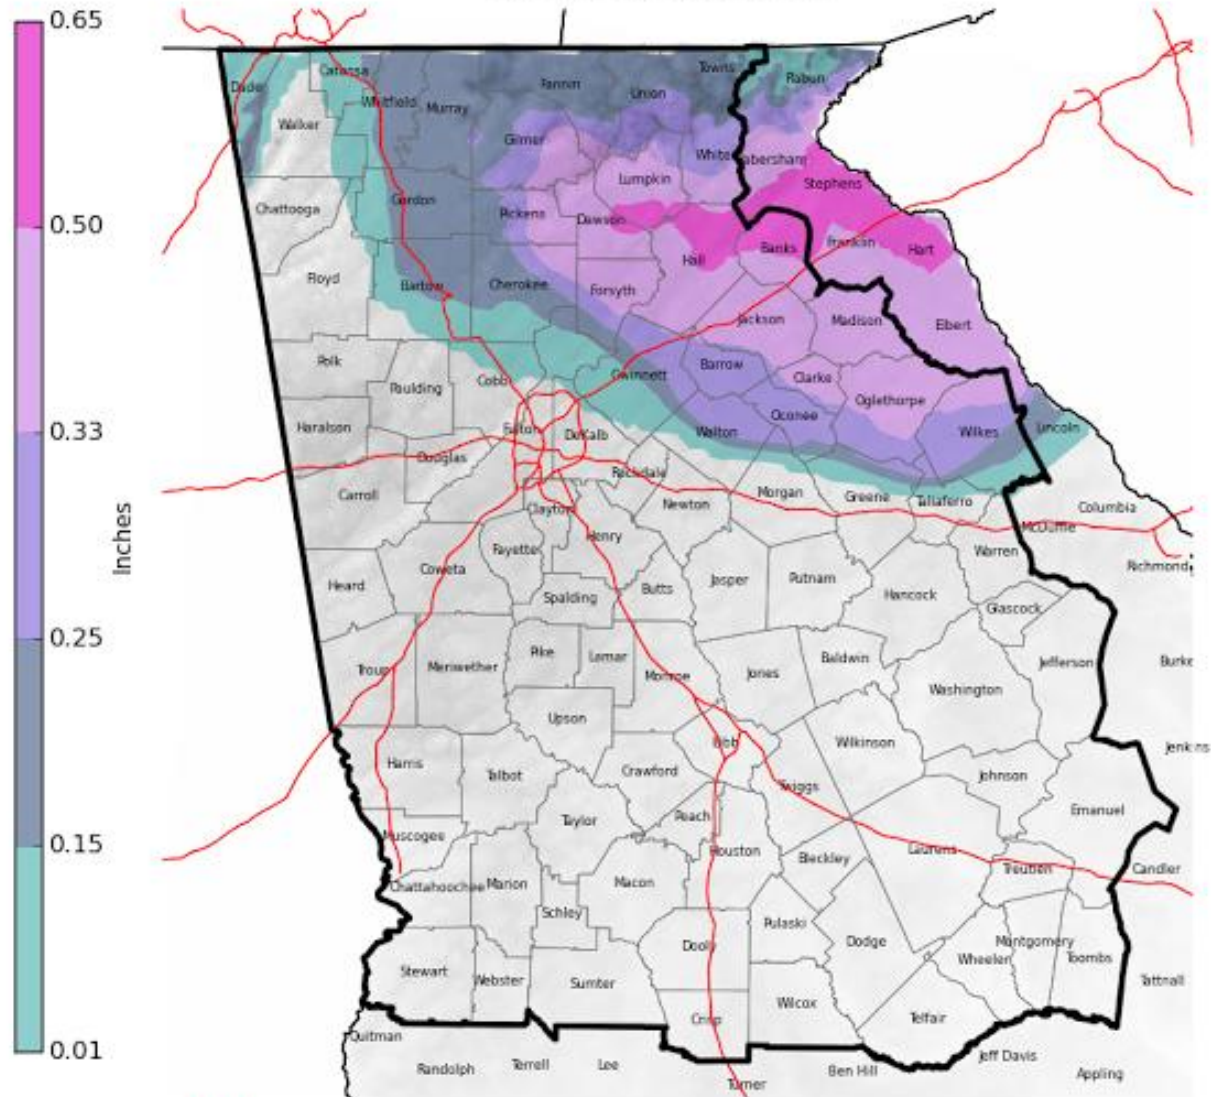 0.65
0.50
0.33
0.25
0.15
0.01
Inches
Dade
Catoosa
Whitfield
Murray
Fannin
Union
Towns
Rabun
Walker
Gilmer
White
abersham
Stephens
Lumpkin
Chattooga
Gordon
Pickens
Dawson
Hall
Banks
Franklin
Hart
Floyd
Bartow
Cherokee
Forsyth
Jackson
Madison
Elbert
Polk
Paulding
Cobb
Gwinnett
Barrow
Clarke
Oglethorpe
Oconee
Haralson
Fulton
DeKalb
Walton
Wilkes
Lincoln
Douglas
Rockdale
Carroll
Clayton
Newton
Morgan
Greene
Taliaferro
Columbia
McDuffie
Henry
Fayette
Coweta
Warren
Richmond
Heard
Spalding
Butts
Jasper
Putnam
Hancock
Glascock
Troup
Meriwether
Pike
Lamar
Monroe
Jones
Baldwin
Jefferson
Burke
Washington
Upson
Bibb
Wilkinson
Jenkins
Harris
Talbot
Crawford
Twiggs
Johnson
Emanuel
Muscogee
Taylor
Peach
Houston
Bleckley
Laurens
Treutlen
Candler
Chattahoochee
Marion
Macon
Schley
Pulaski
Dodge
Montgomery
Dooly
Wheeler
Toombs
Stewart
Webster
Sumter
Tattnall
Wilcox
Crisp
Telfair
Quitman
Randolph
Terrell
Lee
Turner
Ben Hill
Jeff Davis
Appling